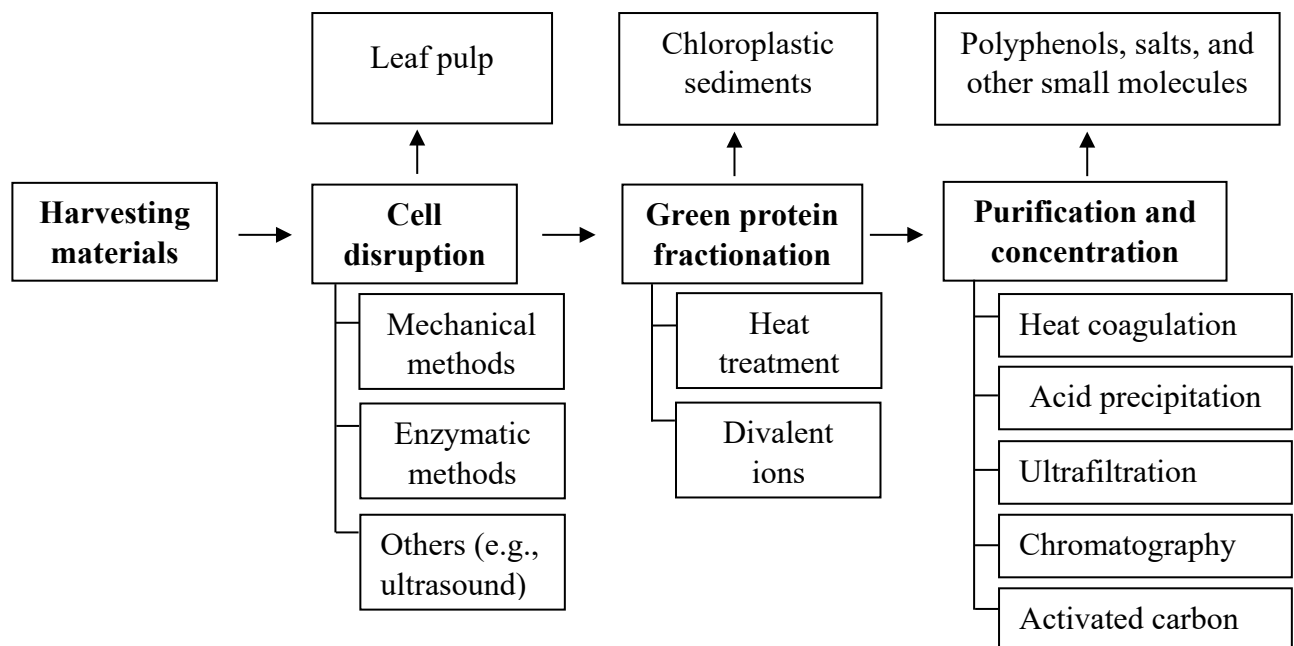 Leaf pulp
Chloroplastic
sediments
Polyphenols, salts, and
other small molecules
Harvesting
materials
Cell
disruption
Green protein
fractionation
Purification and
concentration
Mechanical
methods
Enzymatic
methods
Others (e.g.,
ultrasound)
Heat
treatment
Divalent
ions
Heat coagulation
Acid precipitation
Ultrafiltration
Chromatography
Activated carbon